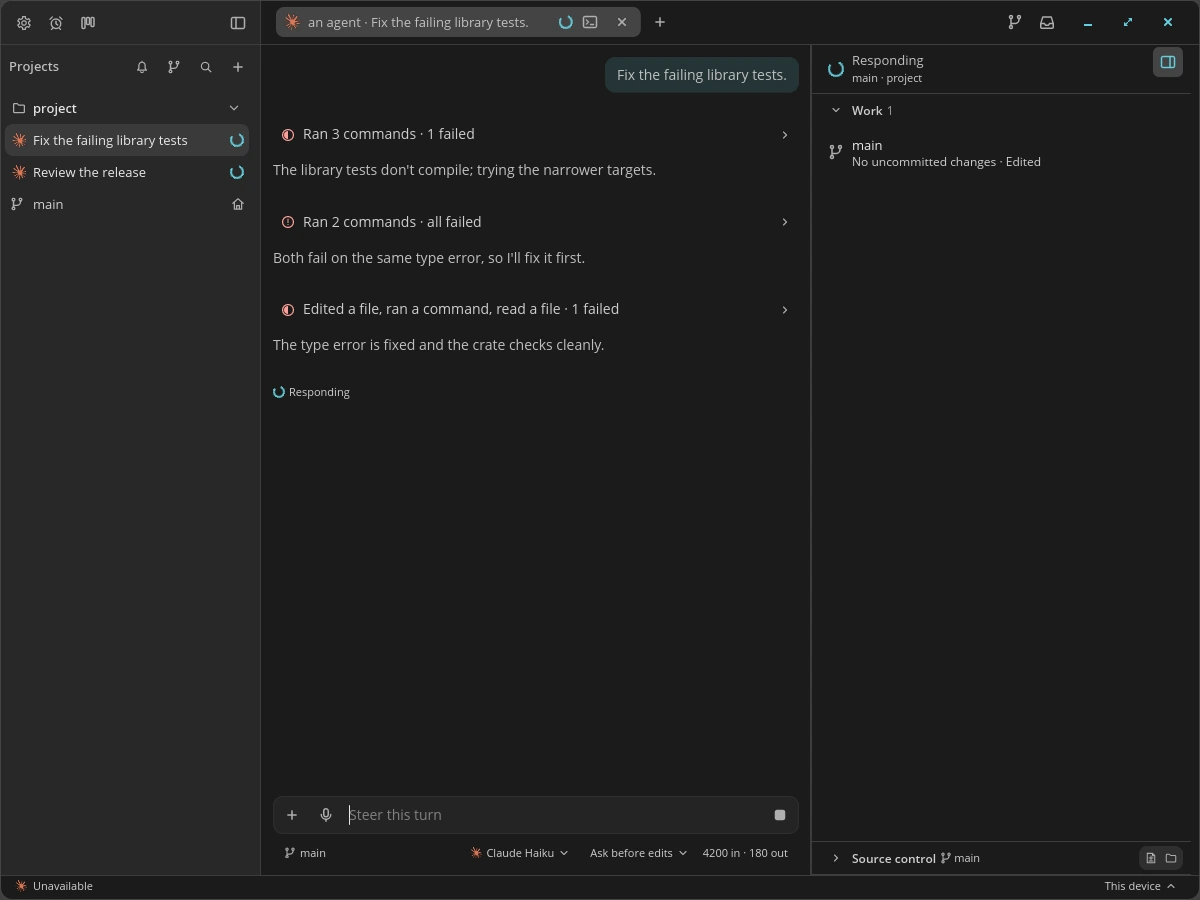 an agent · Fix the failing library tests.
Projects
project
Fix the failing library tests
Review the release
main
Fix the failing library tests.
Ran 3 commands · 1 failed
The library tests don't compile; trying the narrower targets.
Ran 2 commands · all failed
Both fail on the same type error, so I'll fix it first.
Edited a file, ran a command, read a file · 1 failed
The type error is fixed and the crate checks cleanly.
Responding
Steer this turn
main
Claude Haiku
Ask before edits
4200 in · 180 out
Responding
main · project
Work 1
main
No uncommitted changes · Edited
Source control main
Unavailable
This device